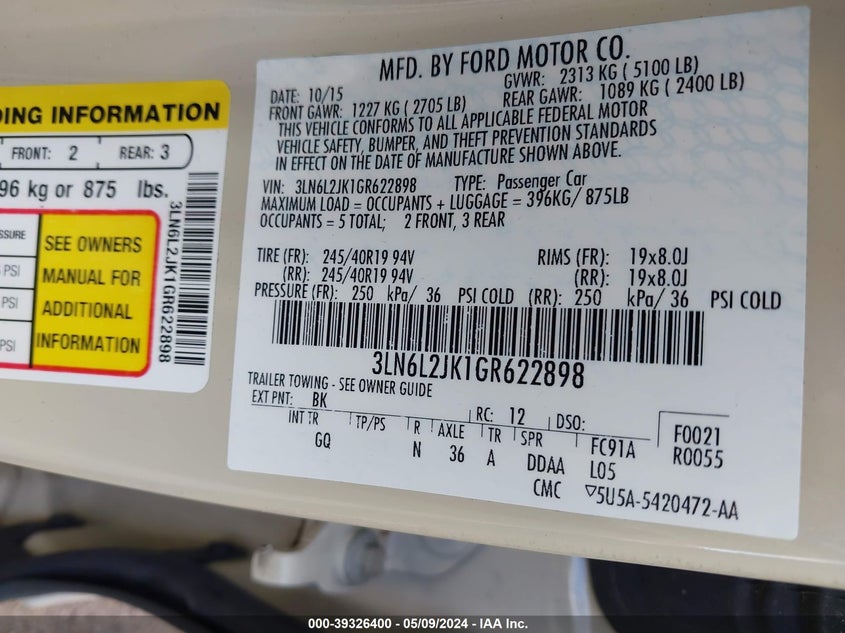 DING INFORMATION
FRONT: 2 REAR: 3
96 kg or 875 lbs.
SSURE
PSI
PSI
PSI
SEE OWNERS
MANUAL FOR
ADDITIONAL
INFORMATION
3LN6L2JK1GR622898
MFD. BY FORD MOTOR CO.
DATE: 10/15 GVWR: 2313 KG ( 5100 LB)
FRONT GAWR: 1227 KG ( 2705 LB) REAR GAWR: 1089 KG ( 2400 LB)
THIS VEHICLE CONFORMS TO ALL APPLICABLE FEDERAL MOTOR
VEHICLE SAFETY, BUMPER, AND THEFT PREVENTION STANDARDS
IN EFFECT ON THE DATE OF MANUFACTURE SHOWN ABOVE.
VIN: 3LN6L2JK1GR622898 TYPE: Passenger Car
MAXIMUM LOAD = OCCUPANTS + LUGGAGE = 396KG/ 875LB
OCCUPANTS = 5 TOTAL; 2 FRONT, 3 REAR
TIRE (FR): 245/40R19 94V RIMS (FR): 19x8.0J
(RR): 245/40R19 94V (RR): 19x8.0J
PRESSURE (FR): 250 kPa/ 36 PSI COLD (RR): 250 kPa/ 36 PSI COLD
3LN6L2JK1GR622898
TRAILER TOWING - SEE OWNER GUIDE
EXT PNT: BK RC: 12 DSO: F0021
INT TR TP/PS R AXLE TR SPR FC91A R0055
GQ N 36 A DDAA L05
CMC ▽5U5A-5420472-AA
000-39326400 - 05/09/2024 - IAA Inc.